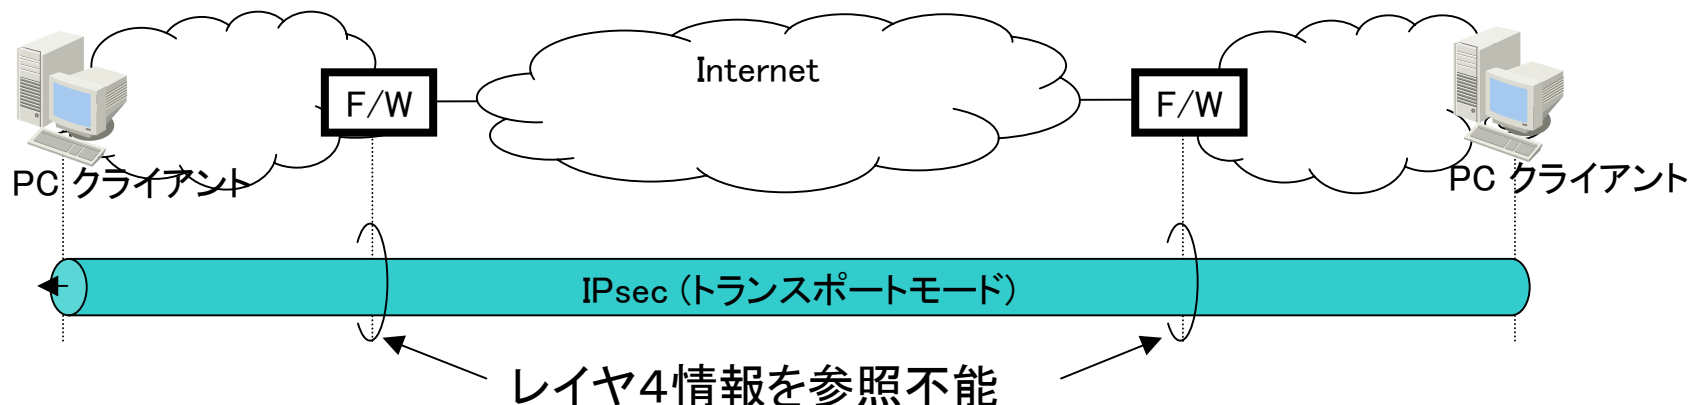 Internet
F/W
F/W
PC クライアント
PC クライアント
IPsec (トランスポートモード)
レイヤ4情報を参照不能